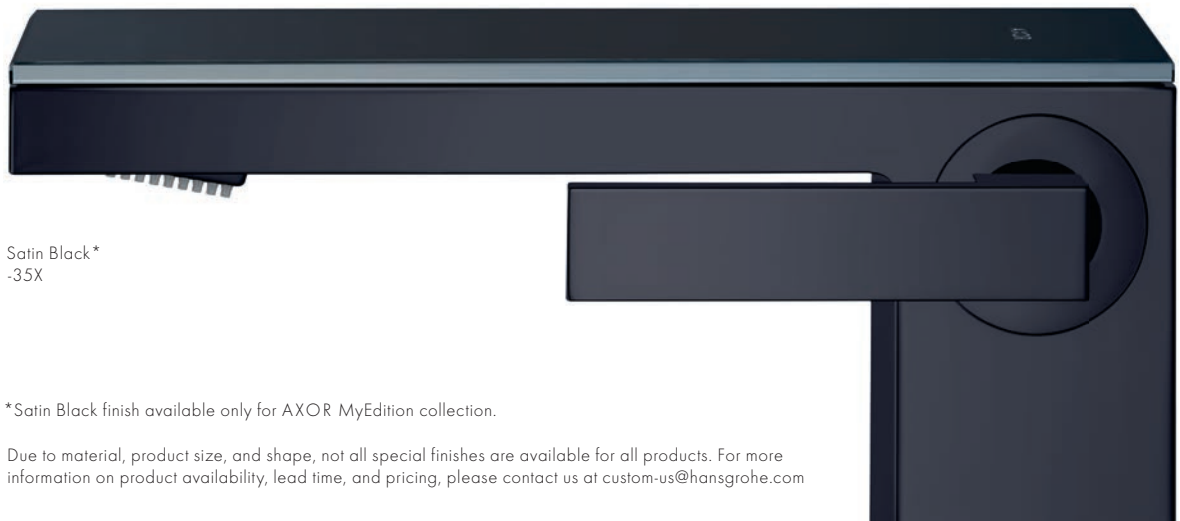 Satin Black*
-35X
*Satin Black finish available only for AXOR MyEdition collection.
Due to material, product size, and shape, not all special finishes are available for all products. For more
information on product availability, lead time, and pricing, please contact us at custom-us@hansgrohe.com